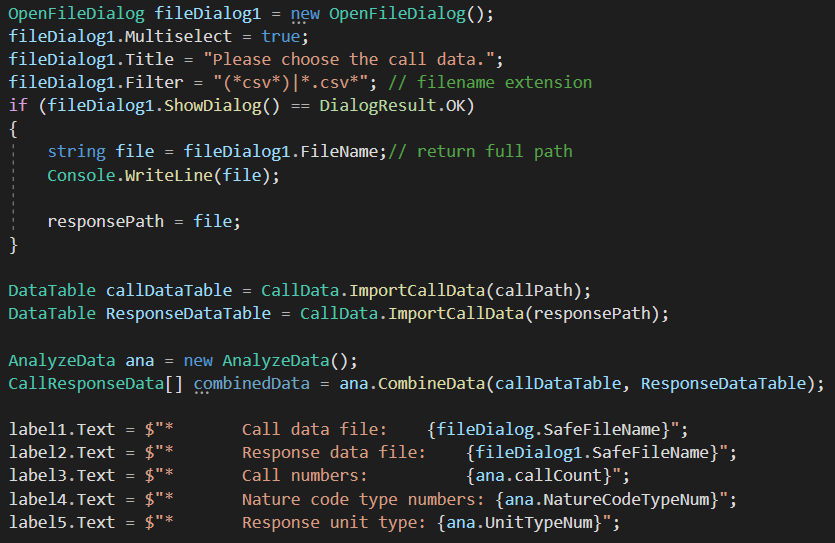 OpenFileDialog fileDialog1 = new OpenFileDialog();
fileDialog1.Multiselect = true;
fileDialog1.Title = "Please choose the call data.";
fileDialog1.Filter = "(*csv*)|*.csv*"; // filename extension
if (fileDialog1.ShowDialog() == DialogResult.OK)
{
    string file = fileDialog1.FileName;// return full path
    Console.WriteLine(file);

    responsePath = file;
}

DataTable callDataTable = CallData.ImportCallData(callPath);
DataTable ResponseDataTable = CallData.ImportCallData(responsePath);

AnalyzeData ana = new AnalyzeData();
CallResponseData[] combinedData = ana.CombineData(callDataTable, ResponseDataTable);

label1.Text = $"*       Call data file:    {fileDialog.SafeFileName}";
label2.Text = $"*       Response data file:    {fileDialog1.SafeFileName}";
label3.Text = $"*       Call numbers:          {ana.callCount}";
label4.Text = $"*       Nature code type numbers: {ana.NatureCodeTypeNum}";
label5.Text = $"*       Response unit type: {ana.UnitTypeNum}";